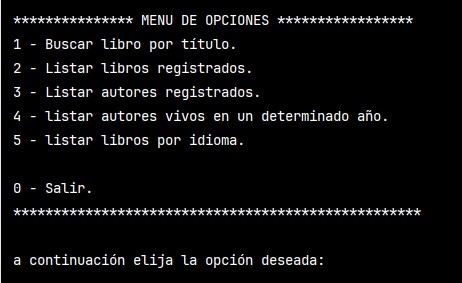 *************** MENU DE OPCIONES *****************
1 - Buscar libro por título.
2 - Listar libros registrados.
3 - Listar autores registrados.
4 - listar autores vivos en un determinado año.
5 - listar libros por idioma.
0 - Salir.
***************************************************
a continuación elija la opción deseada: